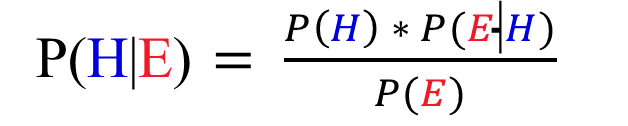 P(H|E) = P(H) * P(E|H) / P(E)